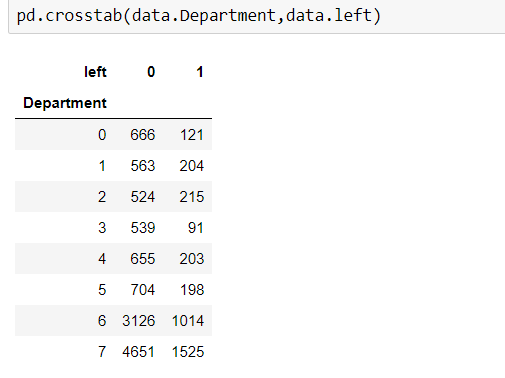 pd.crosstab(data.Department,data.left)
left 0 1
Department
0 666 121
1 563 204
2 524 215
3 539 91
4 655 203
5 704 198
6 3126 1014
7 4651 1525